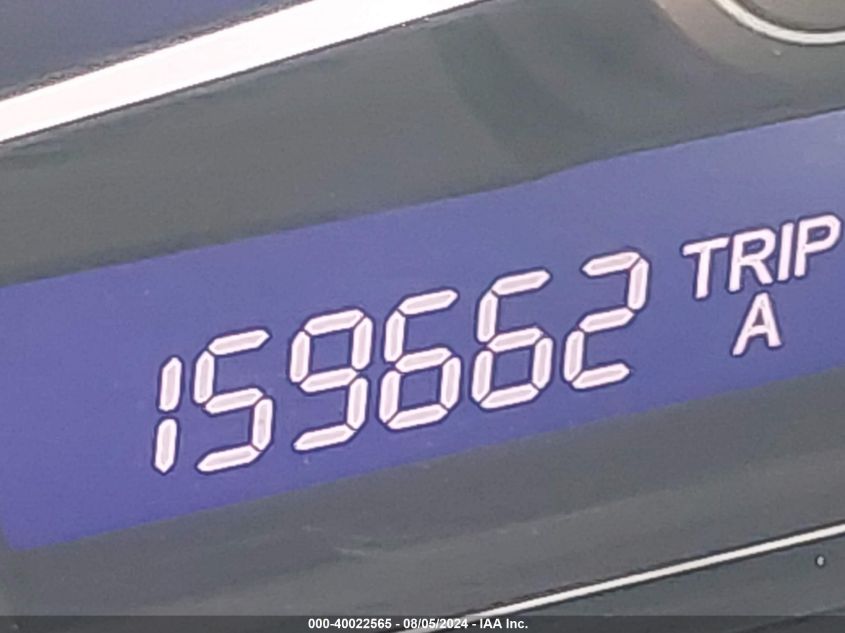 159662 TRIP
A
000-40022565 - 08/05/2024 - IAA Inc.